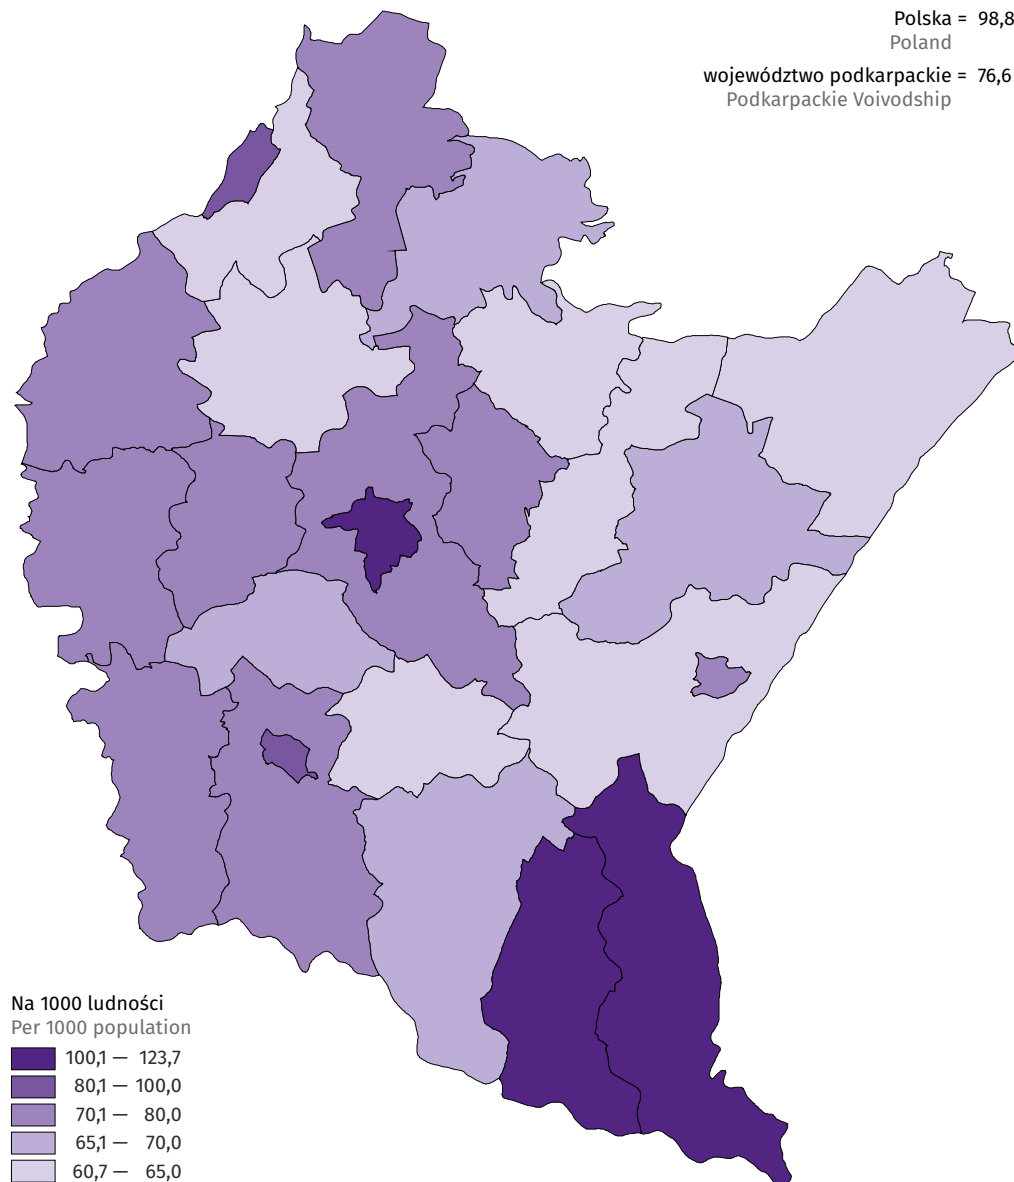 Polska = 98,8
Poland
województwo podkarpackie = 76,6
Podkarpackie Voivodship
Na 1000 ludności
Per 1000 population
100,1 — 123,7
80,1 — 100,0
70,1 — 80,0
65,1 — 70,0
60,7 — 65,0